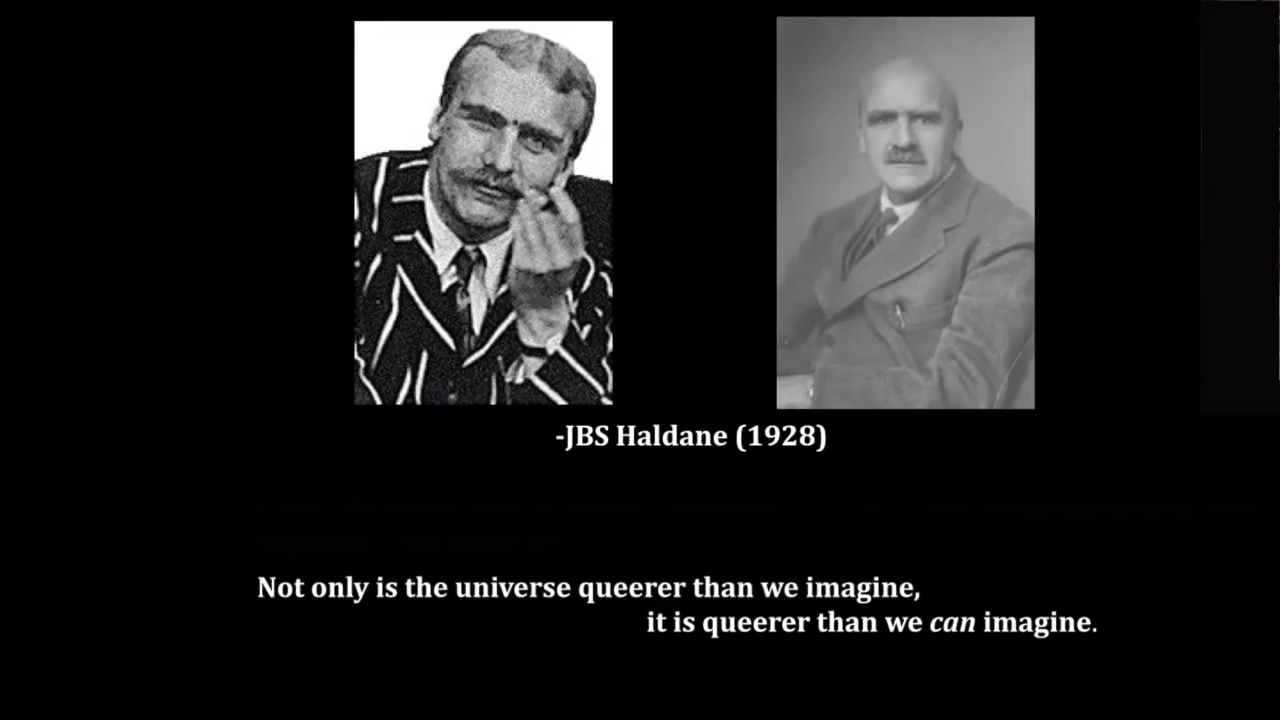 -JBS Haldane (1928)
Not only is the universe queerer than we imagine,
it is queerer than we can imagine.